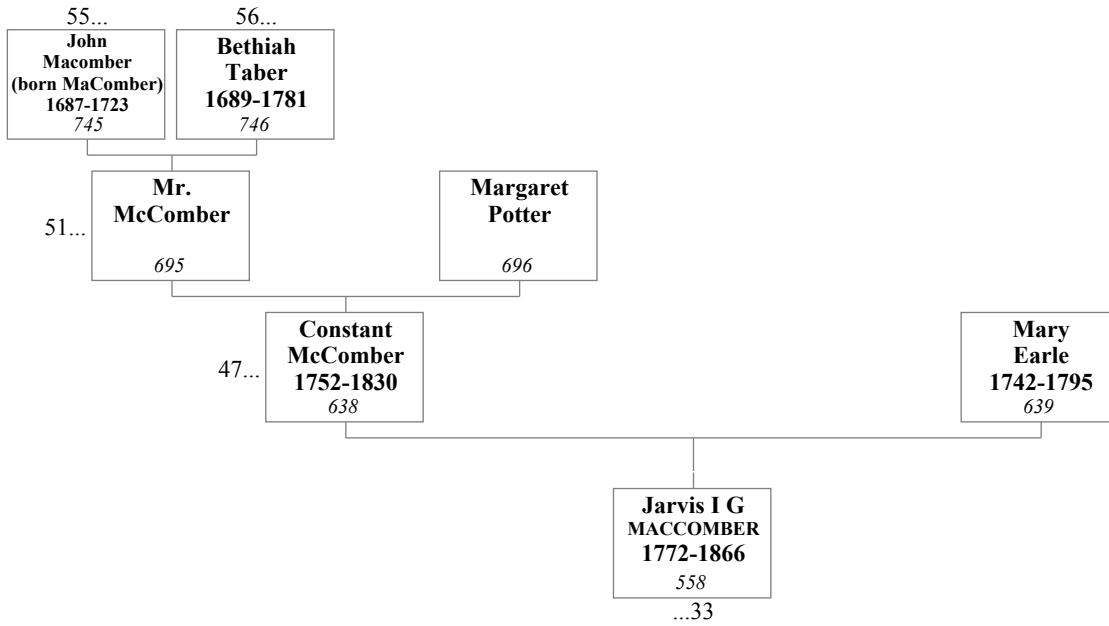 55...
56...
John
Macomber
(born MaComber)
1687-1723
745
Bethiah
Taber
1689-1781
746
51...
Mr.
McComber
695
Margaret
Potter
696
47...
Constant
McComber
1752-1830
638
Mary
Earle
1742-1795
639
Jarvis I G
MACCOMBER
1772-1866
558
...33